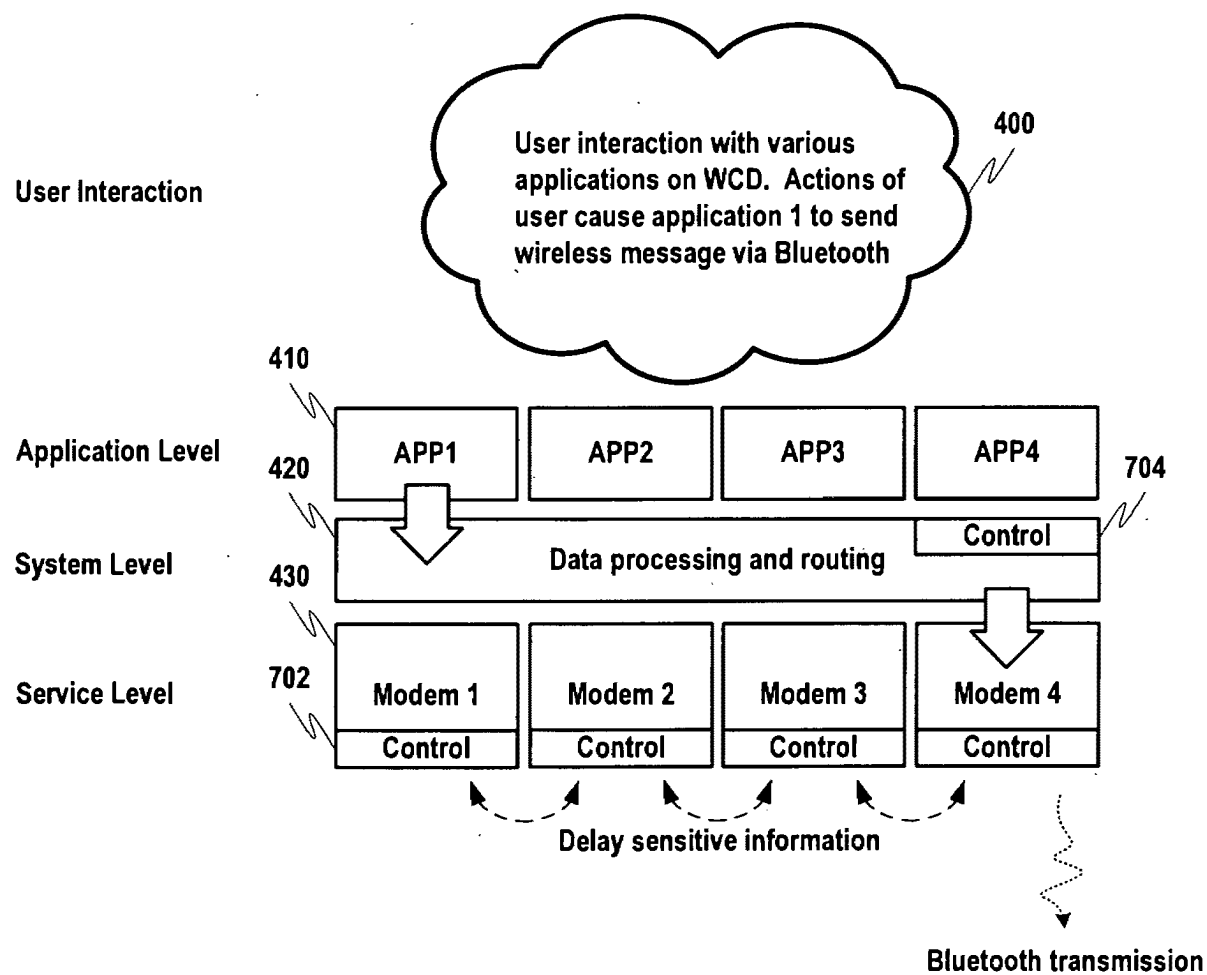 User interaction with various
applications on WCD. Actions of
user cause application 1 to send
wireless message via Bluetooth
400
User Interaction
410
Application Level
APP1
APP2
APP3
APP4
420
704
Control
System Level
Data processing and routing
430
Service Level
702
Modem 1
Modem 2
Modem 3
Modem 4
Control
Control
Control
Control
Delay sensitive information
Bluetooth transmission